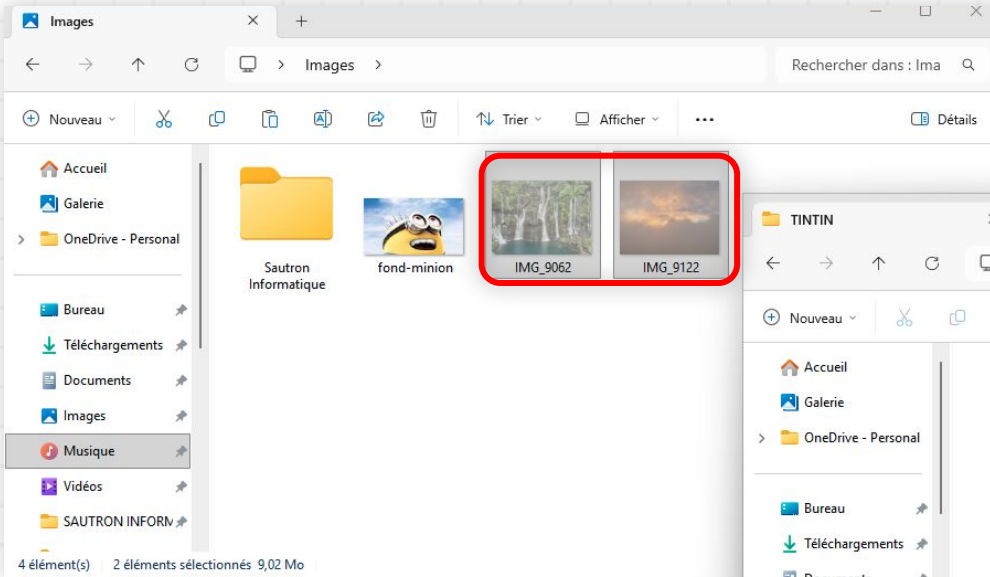 Images
Images
Rechercher dans : Ima
Nouveau
Trier
Afficher
Détails
Accueil
Galerie
OneDrive - Personal
Bureau
Téléchargements
Documents
Images
Musique
Vidéos
SAUTRON INFORM
Sautron
Informatique
fond-minion
IMG_9062
IMG_9122
4 élément(s)
2 éléments sélectionnés 9,02 Mo
TINTIN
Nouveau
Accueil
Galerie
OneDrive - Personal
Bureau
Téléchargements